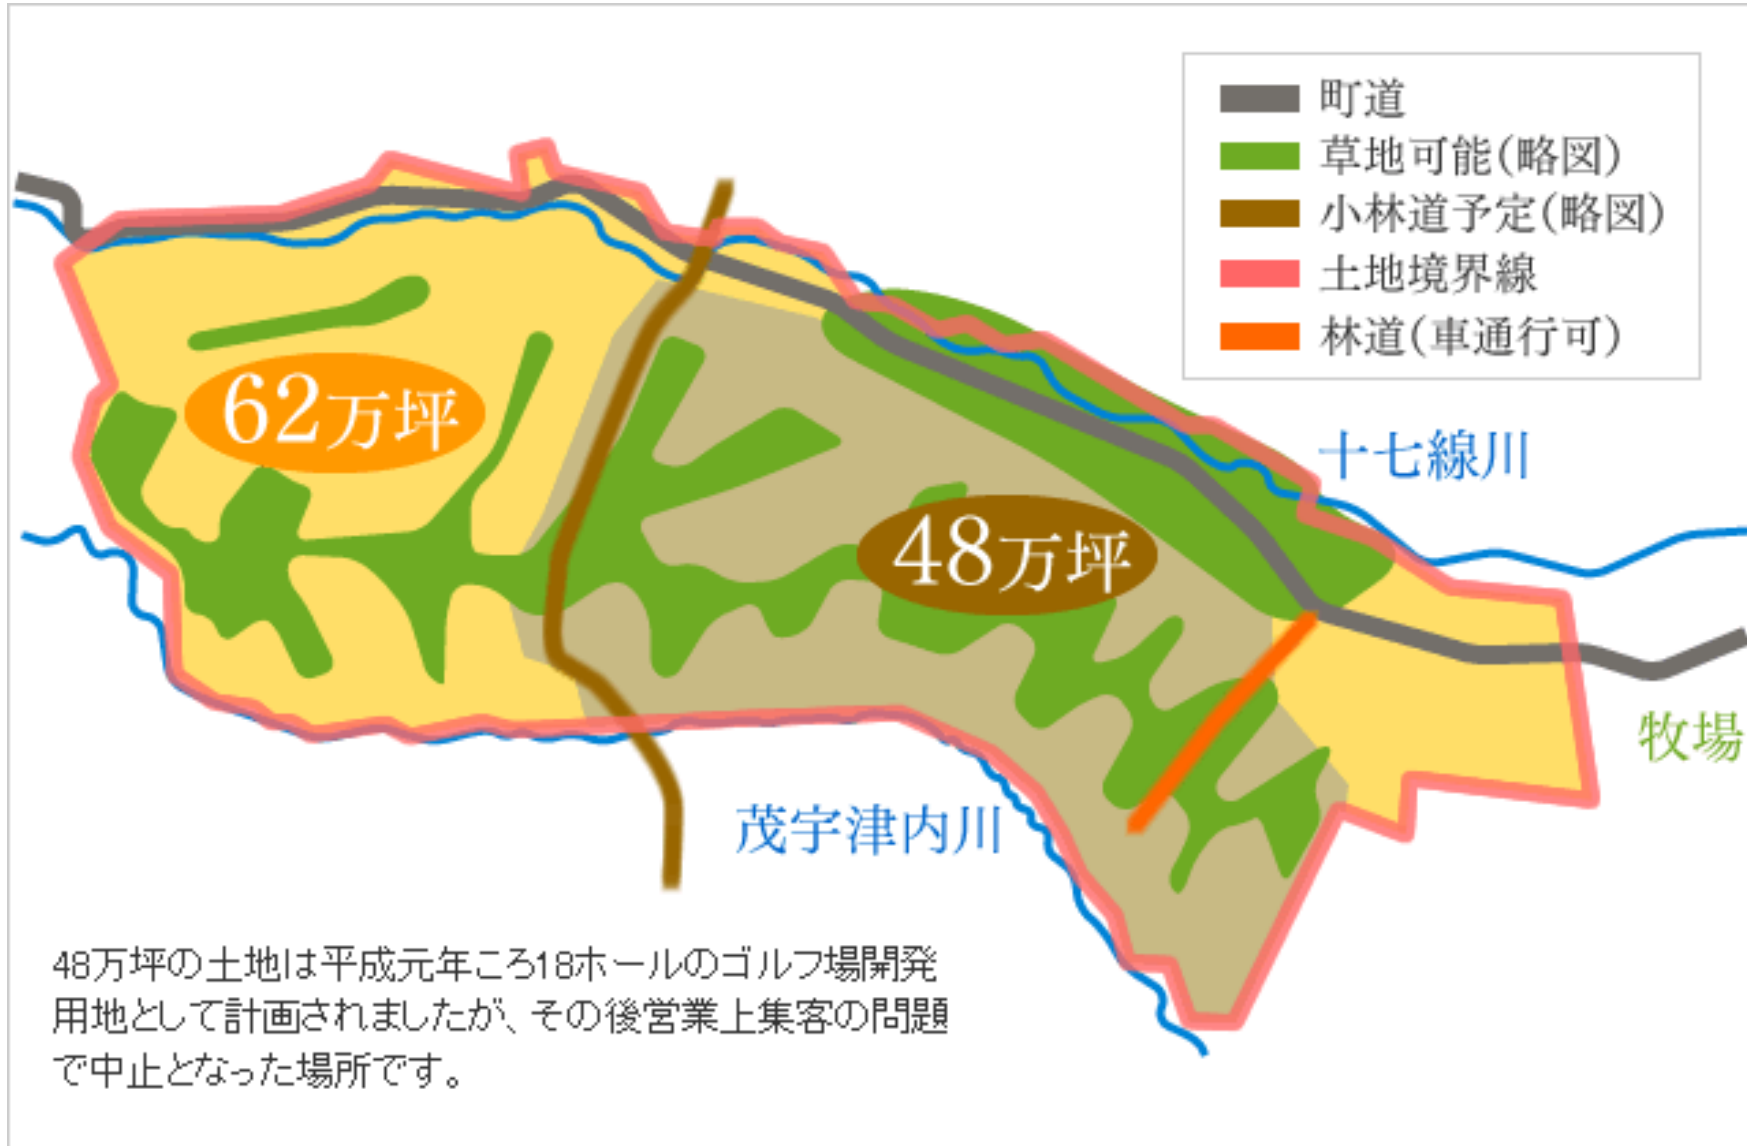 町道
草地可能(略図)
小林道予定(略図)
土地境界線
林道(車通行可)
62万坪
十七線川
48万坪
牧場
茂宇津内川
48万坪の土地は平成元年ころ18ホールのゴルフ場開発
用地として計画されましたが、その後営業上集客の問題
で中止となった場所です。